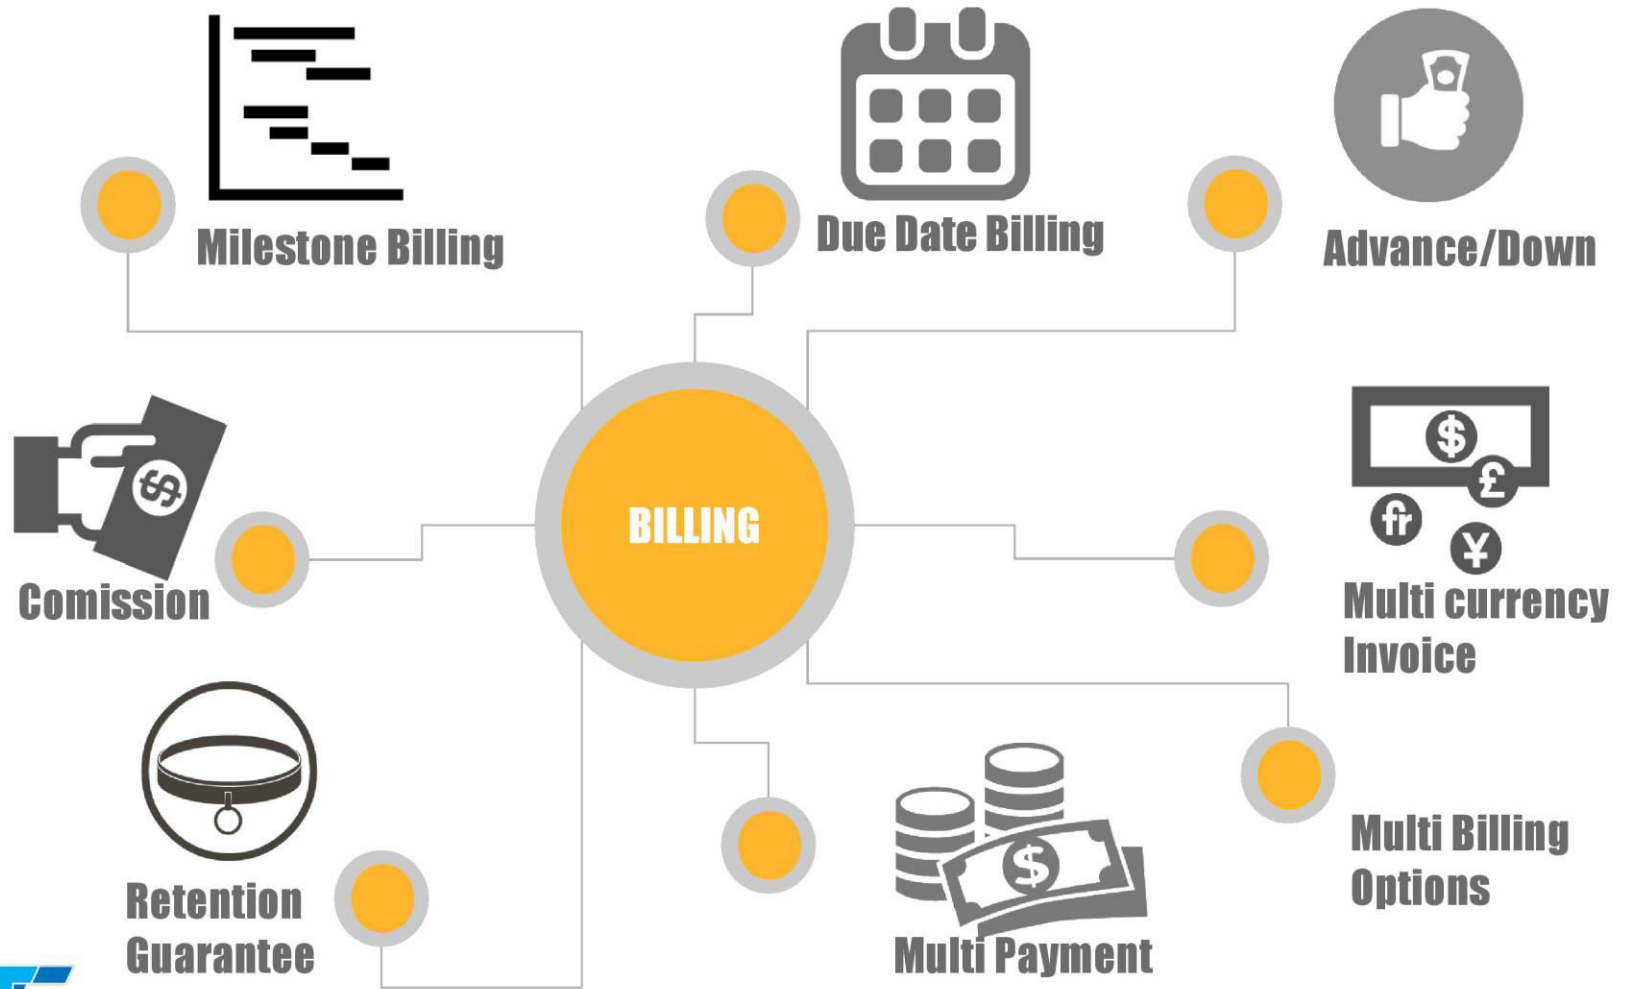 Milestone Billing
Due Date Billing
Advance/Down
Comission
BILLING
Multi currency
Invoice
Retention
Guarantee
Multi Payment
Multi Billing
Options